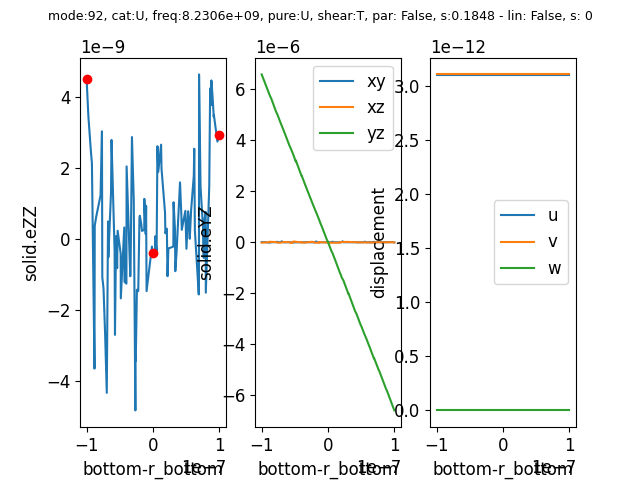 mode:92, cat:U, freq:8.2306e+09, pure:U, shear:T, par: False, s:0.1848 - lin: False, s: 0
1e−9
4
2
0
−2
−4
solid.eZZ
−1
0
1
1e−7
bottom-r_bottom
1e−6
6
4
2
0
−2
−4
−6
solid.eYZ
xy
xz
yz
−1
0
1
1e−7
bottom-r_bottom
1e−12
3.0
2.5
2.0
1.5
1.0
0.5
0.0
displacement
u
v
w
−1
0
1
1e−7
bottom-r_bottom